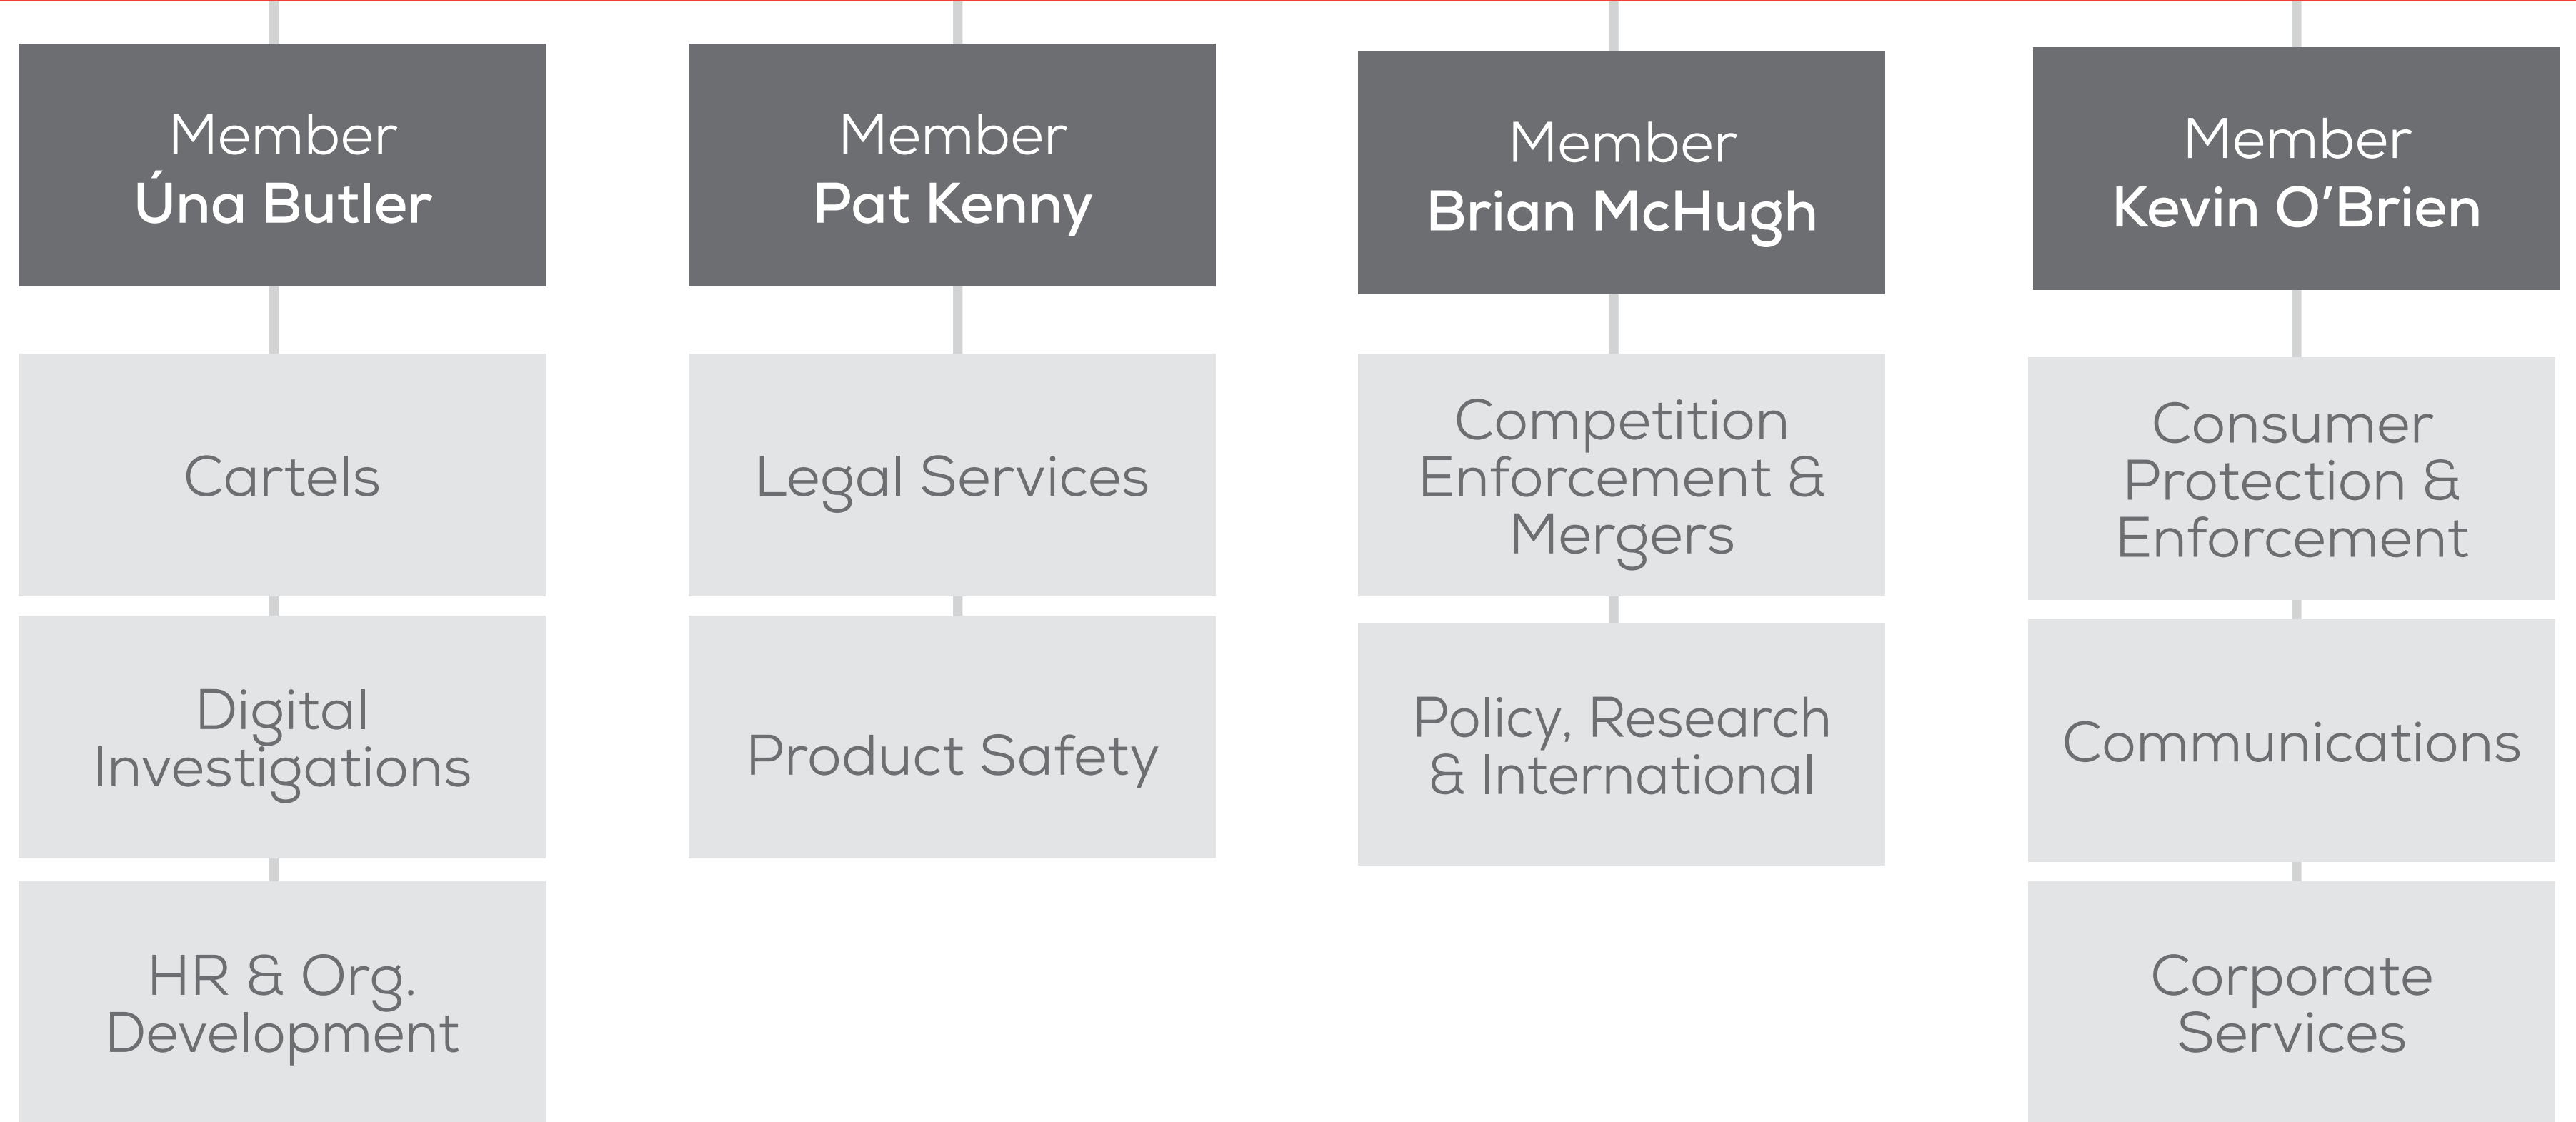 Member
Úna Butler
Cartels
Digital
Investigations
HR & Org.
Development
Member
Pat Kenny
Legal Services
Product Safety
Member
Brian McHugh
Competition
Enforcement &
Mergers
Policy, Research
& International
Member
Kevin O’Brien
Consumer
Protection &
Enforcement
Communications
Corporate
Services